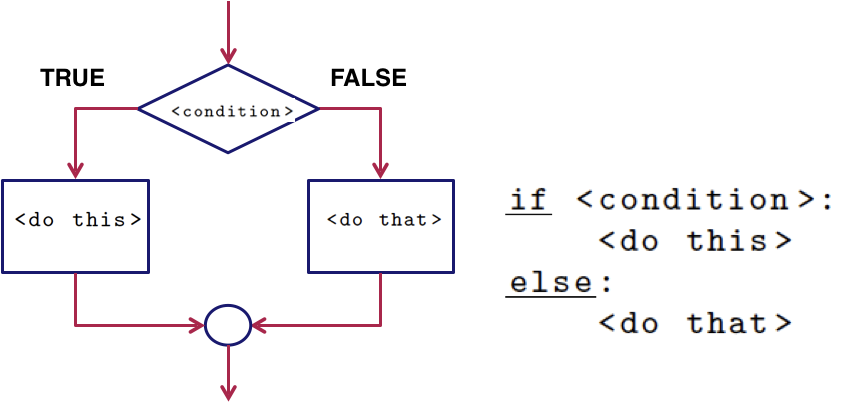 TRUE
FALSE
<condition>
<do this>
<do that>
if <condition>:
<do this>
else:
<do that>